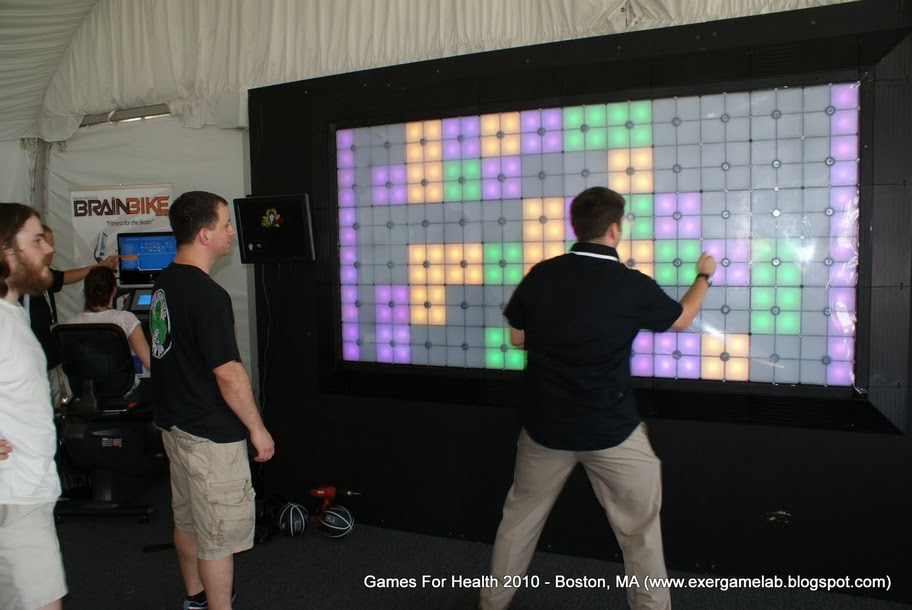 BRAINBIKE
"Fitness for the Brain"
Games For Health 2010 - Boston, MA (www.exergamelab.blogspot.com)